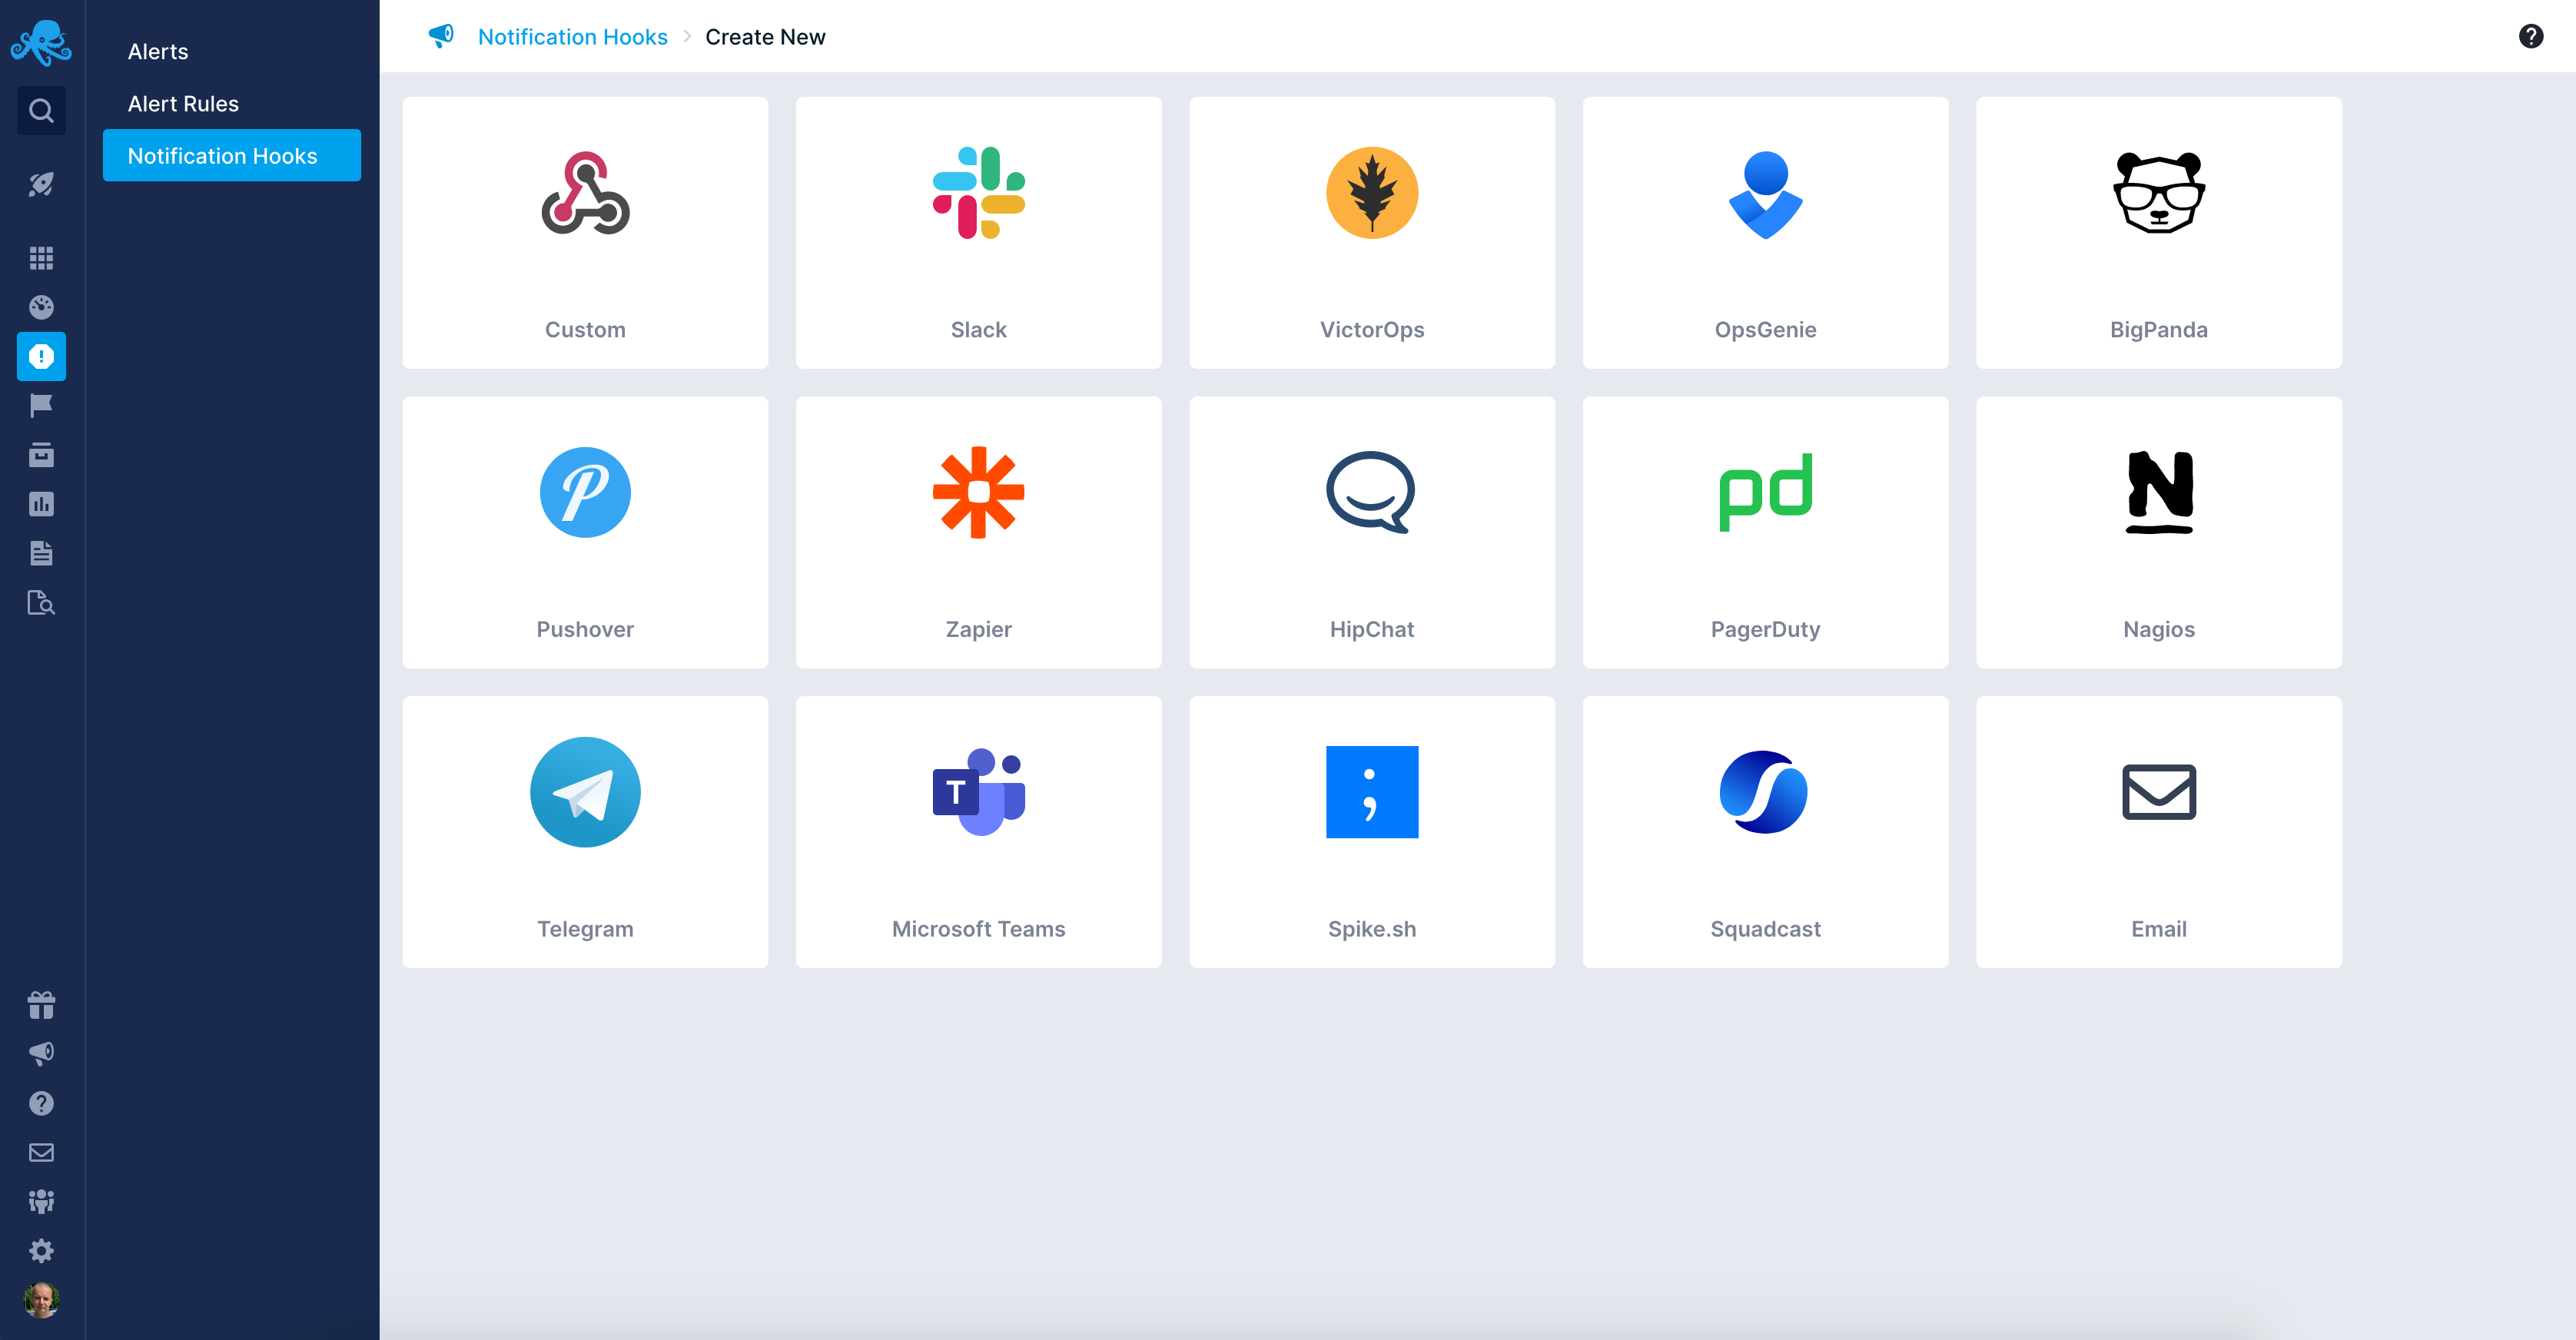 Alerts
Alert Rules
Notification Hooks
Notification Hooks > Create New
Custom
Slack
VictorOps
OpsGenie
BigPanda
Pushover
Zapier
HipChat
pd
PagerDuty
N
Nagios
Telegram
T
Microsoft Teams
;
Spike.sh
Squadcast
Email